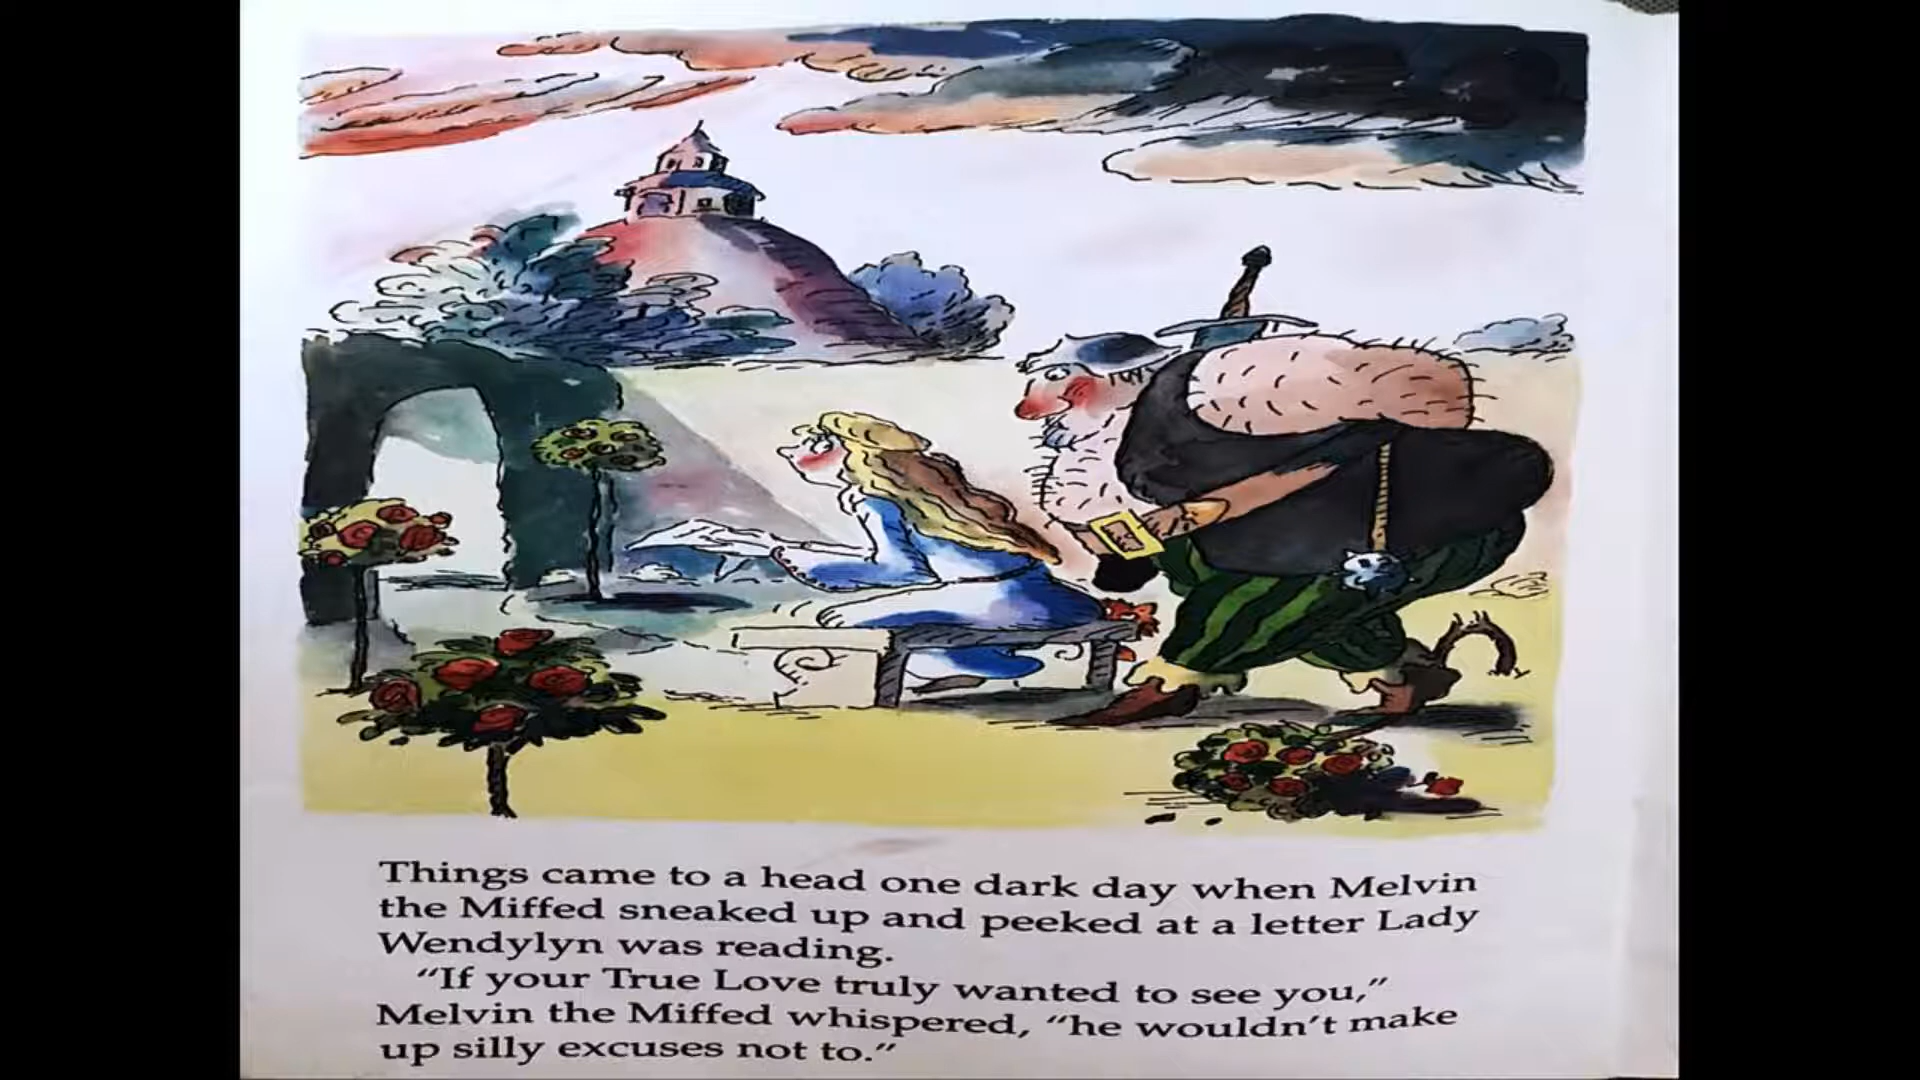 Things came to a head one dark day when Melvin
the Miffed sneaked up and peeked at a letter Lady
Wendylyn was reading.
“If your True Love truly wanted to see you,”
Melvin the Miffed whispered, “he wouldn’t make
up silly excuses not to.”